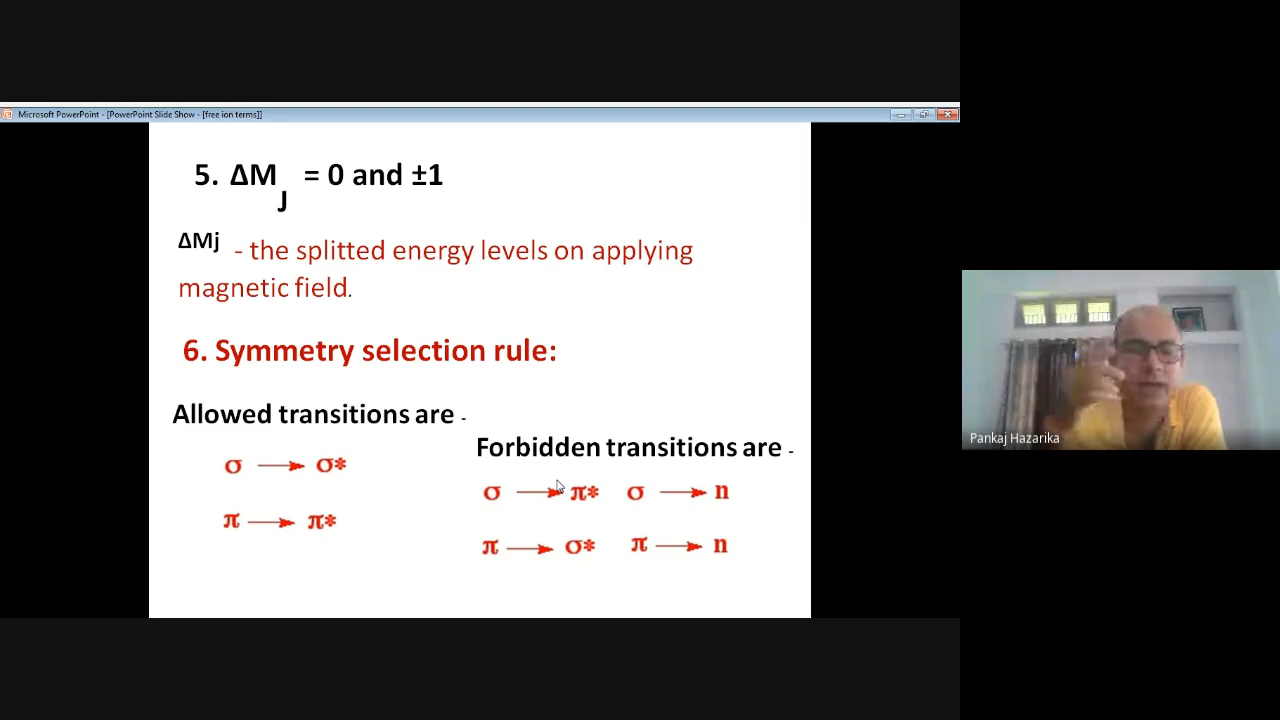 Microsoft PowerPoint - [PowerPoint Slide Show - [free ion terms]]
5. ΔMJ = 0 and ±1
ΔMj - the splitted energy levels on applying
magnetic field.
6. Symmetry selection rule:
Allowed transitions are -
Forbidden transitions are -
σ → σ*
σ → π* σ → n
π → π*
π → σ* π → n
Pankaj Hazarika